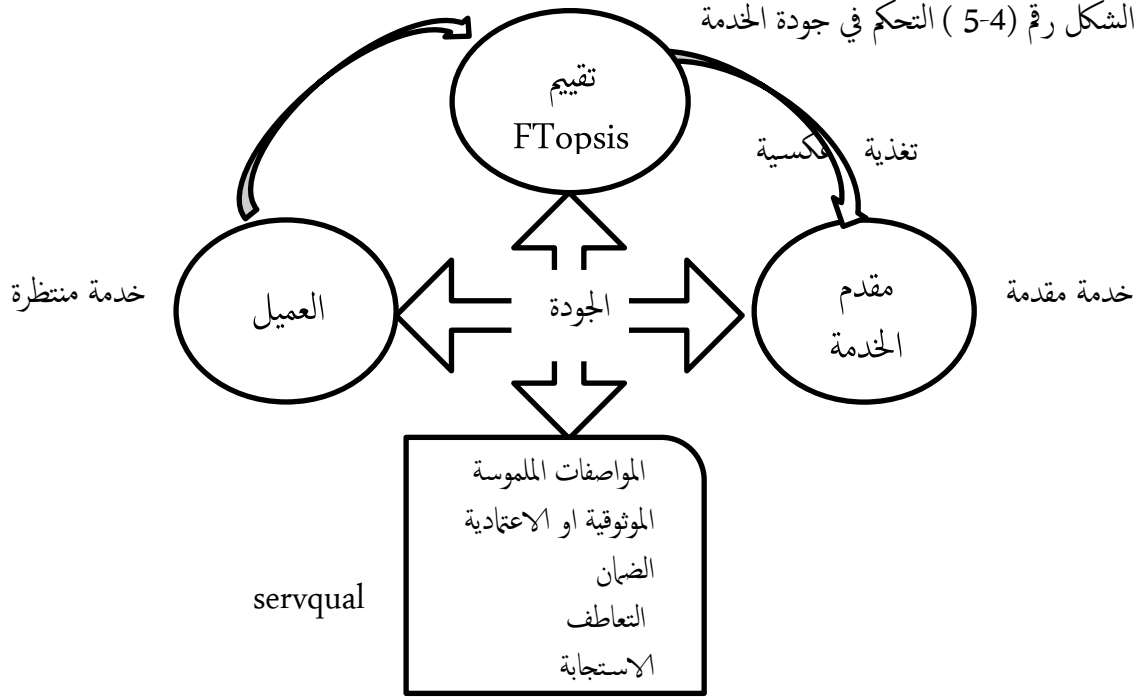 الشكل رقم (4-5 ) التحكم في جودة الخدمة
تقييم
FTopsis
تغذية عكسية
خدمة مقدمة
مقدم
الخدمة
الجودة
العميل
خدمة منتظرة
المواصفات الملموسة
الموثوقية او الاعتمادية
الضمان
التعاطف
الاستجابة
servqual